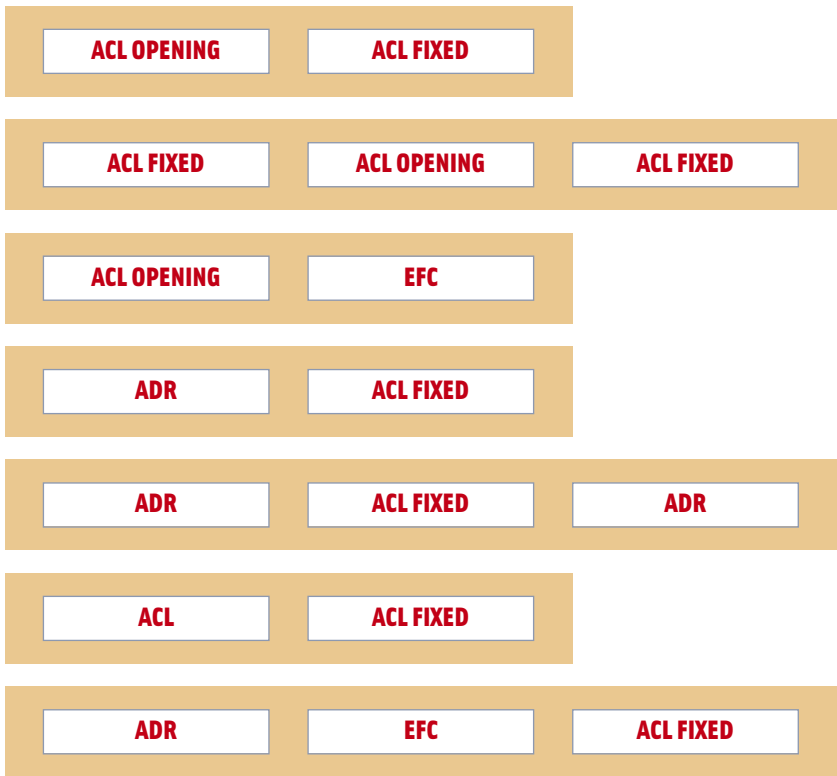 ACL OPENING ACL FIXED
ACL FIXED ACL OPENING ACL FIXED
ACL OPENING EFC
ADR ACL FIXED
ADR ACL FIXED ADR
ACL ACL FIXED
ADR EFC ACL FIXED